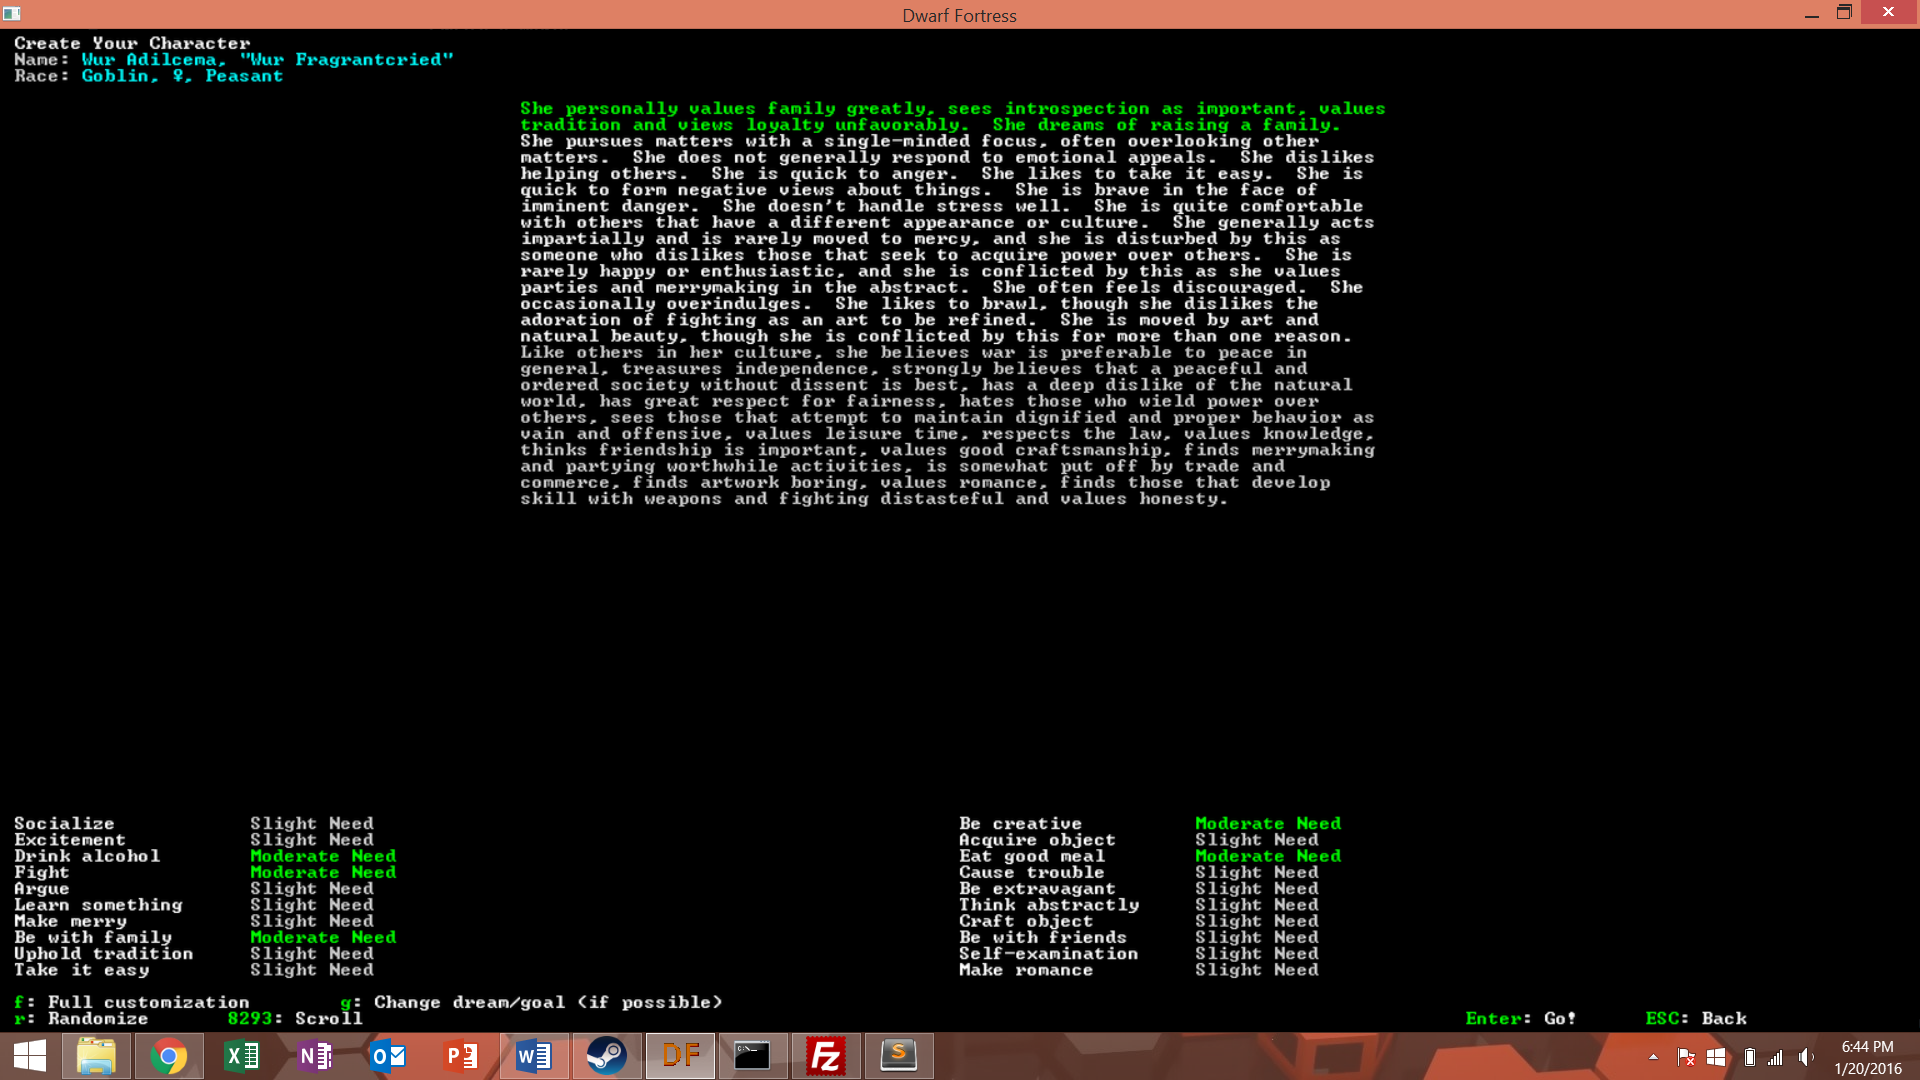 Dwarf Fortress
Create Your Character
Name: Wur Adilcema, "Wur Fragrantcried"
Race: Goblin, ♀, Peasant
She personally values family greatly, sees introspection as important, values
tradition and views loyalty unfavorably.  She dreams of raising a family.
She pursues matters with a single-minded focus, often overlooking other
matters.  She does not generally respond to emotional appeals.  She dislikes
helping others.  She is quick to anger.  She likes to take it easy.  She is
quick to form negative views about things.  She is brave in the face of
imminent danger.  She doesn't handle stress well.  She is quite comfortable
with others that have a different appearance or culture.  She generally acts
impartially and is rarely moved to mercy, and she is disturbed by this as
someone who dislikes those that seek to acquire power over others.  She is
rarely happy or enthusiastic, and she is conflicted by this as she values
parties and merrymaking in the abstract.  She often feels discouraged.  She
occasionally overindulges.  She likes to brawl, though she dislikes the
adoration of fighting as an art to be refined.  She is moved by art and
natural beauty, though she is conflicted by this for more than one reason.
Like others in her culture, she believes war is preferable to peace in
general, treasures independence, strongly believes that a peaceful and
ordered society without dissent is best, has a deep dislike of the natural
world, has great respect for fairness, hates those who wield power over
others, sees those that attempt to maintain dignified and proper behavior as
vain and offensive, values leisure time, respects the law, values knowledge,
thinks friendship is important, values good craftsmanship, finds merrymaking
and partying worthwhile activities, is somewhat put off by trade and
commerce, finds artwork boring, values romance, finds those that develop
skill with weapons and fighting distasteful and values honesty.
Socialize Slight Need
Excitement Slight Need
Drink alcohol Moderate Need
Fight Moderate Need
Argue Slight Need
Learn something Slight Need
Make merry Slight Need
Be with family Moderate Need
Uphold tradition Slight Need
Take it easy Slight Need
Be creative Moderate Need
Acquire object Slight Need
Eat good meal Moderate Need
Cause trouble Slight Need
Be extravagant Slight Need
Think abstractly Slight Need
Craft object Slight Need
Be with friends Slight Need
Self-examination Slight Need
Make romance Slight Need
f: Full customization g: Change dream/goal (if possible)
r: Randomize 8293: Scroll Enter: Go! ESC: Back
DF
Fz
6:44 PM
1/20/2016